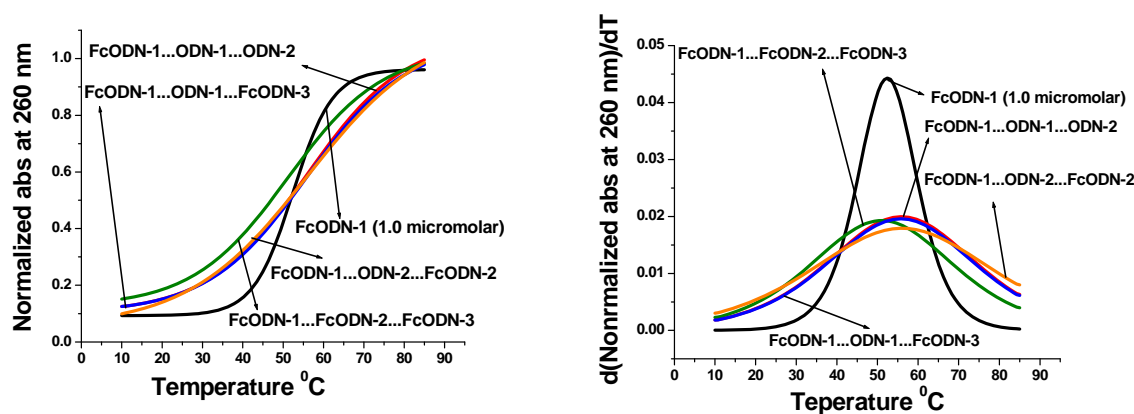 Normalized abs at 260 nm
1.0
0.8
0.6
0.4
0.2
0.0
FcODN-1...ODN-1...ODN-2
FcODN-1...ODN-1...FcODN-3
FcODN-1 (1.0 micromolar)
FcODN-1...ODN-2...FcODN-2
FcODN-1...FcODN-2...FcODN-3
0 10 20 30 40 50 60 70 80 90
Temperature ⁰C
d(Nonrmalized abs at 260 nm)/dT
0.05
0.04
0.03
0.02
0.01
0.00
FcODN-1...FcODN-2...FcODN-3
FcODN-1 (1.0 micromolar)
FcODN-1...ODN-1...ODN-2
FcODN-1...ODN-2...FcODN-2
FcODN-1...ODN-1...FcODN-3
0 10 20 30 40 50 60 70 80 90
Teperature ⁰C